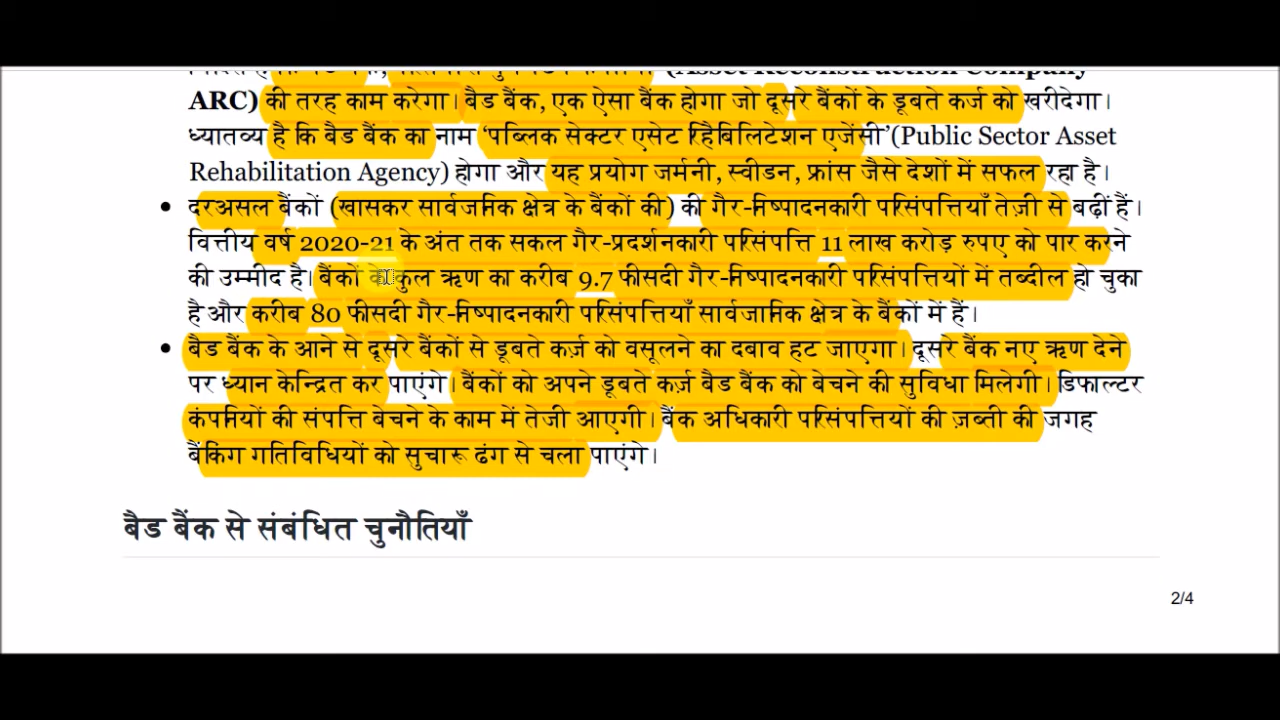 (Asset Reconstruction Company
ARC) की तरह काम करेगा। बैड बैंक, एक ऐसा बैंक होगा जो दूसरे बैंकों के डूबते कर्ज को खरीदेगा।
ध्यातव्य है कि बैड बैंक का नाम ‘पब्लिक सेक्टर एसेट रिहैबिलिटेशन एजेंसी’(Public Sector Asset
Rehabilitation Agency) होगा और यह प्रयोग जर्मनी, स्वीडन, फ्रांस जैसे देशों में सफल रहा है।
• दरअसल बैंकों (खासकर सार्वजनिक क्षेत्र के बैंकों की) की गैर-निष्पादनकारी परिसंपत्तियाँ तेज़ी से बढ़ीं हैं।
वित्तीय वर्ष 2020-21 के अंत तक सकल गैर-प्रदर्शनकारी परिसंपत्ति 11 लाख करोड़ रुपए को पार करने
की उम्मीद है। बैंकों के कुल ऋण का करीब 9.7 फीसदी गैर-निष्पादनकारी परिसंपत्तियों में तब्दील हो चुका
है और करीब 80 फीसदी गैर-निष्पादनकारी परिसंपत्तियाँ सार्वजनिक क्षेत्र के बैंकों में हैं।
• बैड बैंक के आने से दूसरे बैंकों से डूबते कर्ज़ को वसूलने का दबाव हट जाएगा। दूसरे बैंक नए ऋण देने
पर ध्यान केन्द्रित कर पाएंगे। बैंकों को अपने डूबते कर्ज़ बैड बैंक को बेचने की सुविधा मिलेगी। डिफाल्टर
कंपनियों की संपत्ति बेचने के काम में तेजी आएगी। बैंक अधिकारी परिसंपत्तियों की ज़ब्ती की जगह
बैंकिंग गतिविधियों को सुचारू ढंग से चला पाएंगे।
बैड बैंक से संबंधित चुनौतियाँ
2/4